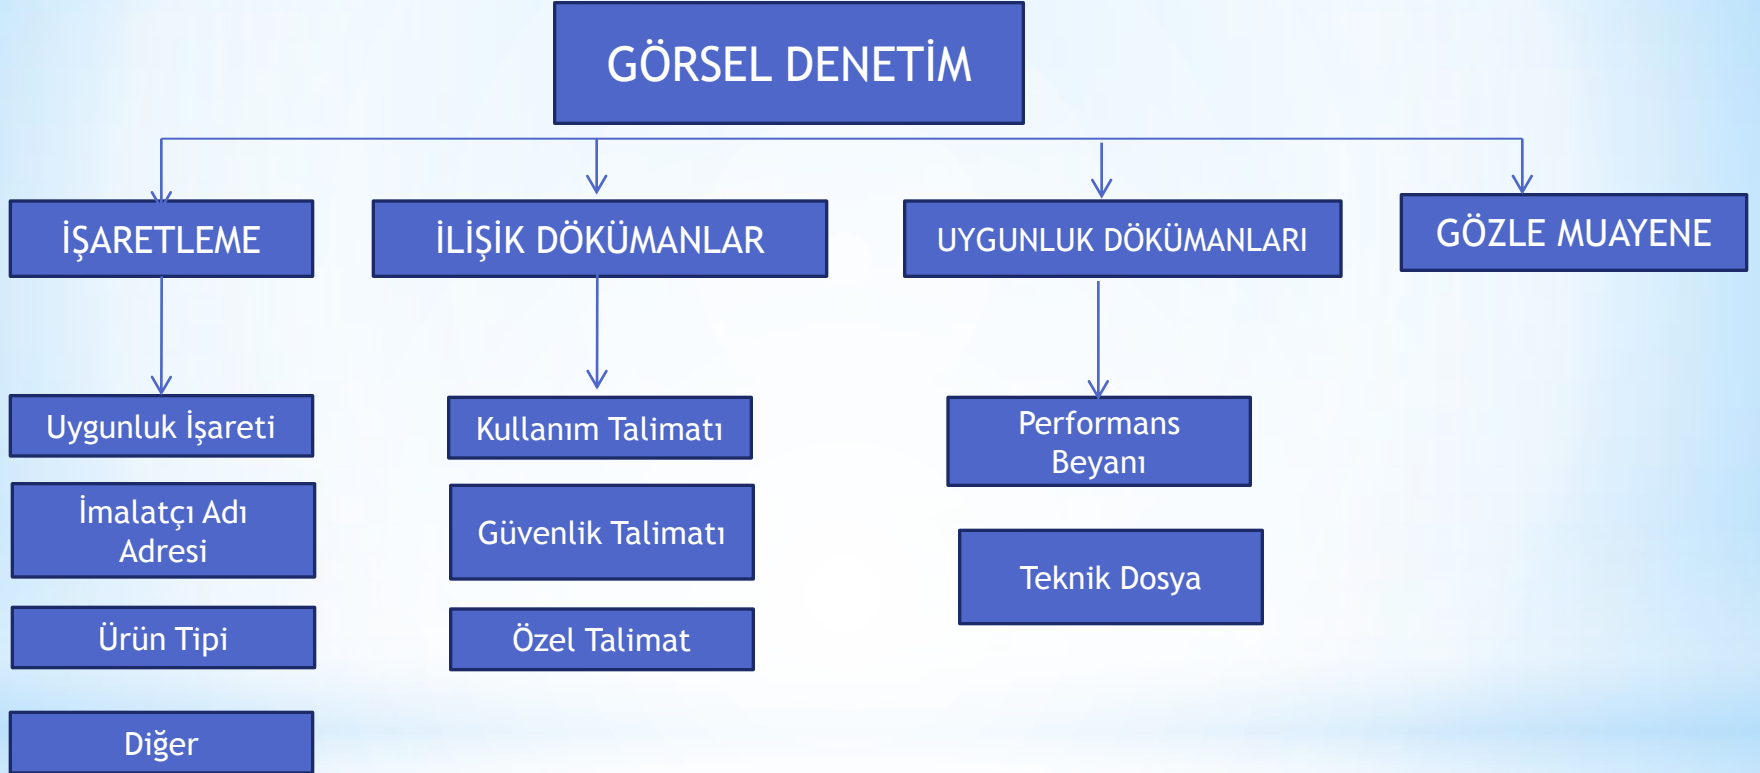 GÖRSEL DENETİM
İŞARETLEME
İLİŞİK DÖKÜMANLAR
UYGUNLUK DÖKÜMANLARI
GÖZLE MUAYENE
Uygunluk İşareti
İmalatçı Adı
Adresi
Ürün Tipi
Diğer
Kullanım Talimatı
Güvenlik Talimatı
Özel Talimat
Performans
Beyanı
Teknik Dosya